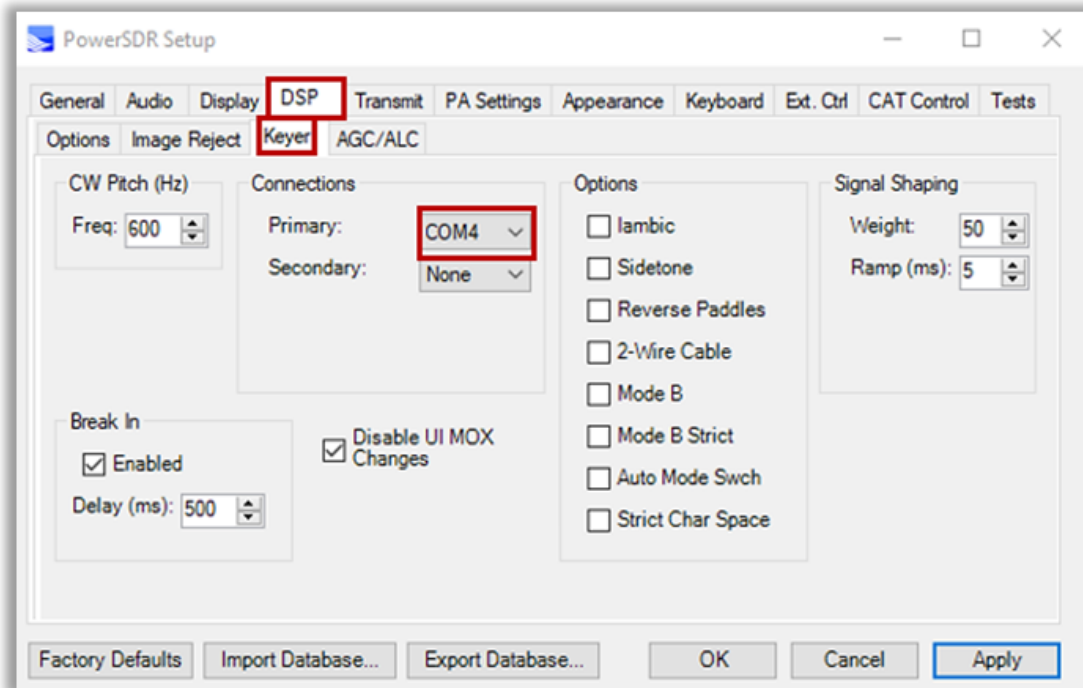 PowerSDR Setup
General Audio Display DSP Transmit PA Settings Appearance Keyboard Ext. Ctrl CAT Control Tests
Options Image Reject Keyer AGC/ALC
CW Pitch (Hz)
Freq: 600
Connections
Primary: COM4
Secondary: None
Options
Iambic
Sidetone
Reverse Paddles
2-Wire Cable
Mode B
Mode B Strict
Auto Mode Swch
Strict Char Space
Signal Shaping
Weight: 50
Ramp (ms): 5
Break In
Enabled
Delay (ms): 500
Disable UI MOX
Changes
Factory Defaults Import Database... Export Database... OK Cancel Apply